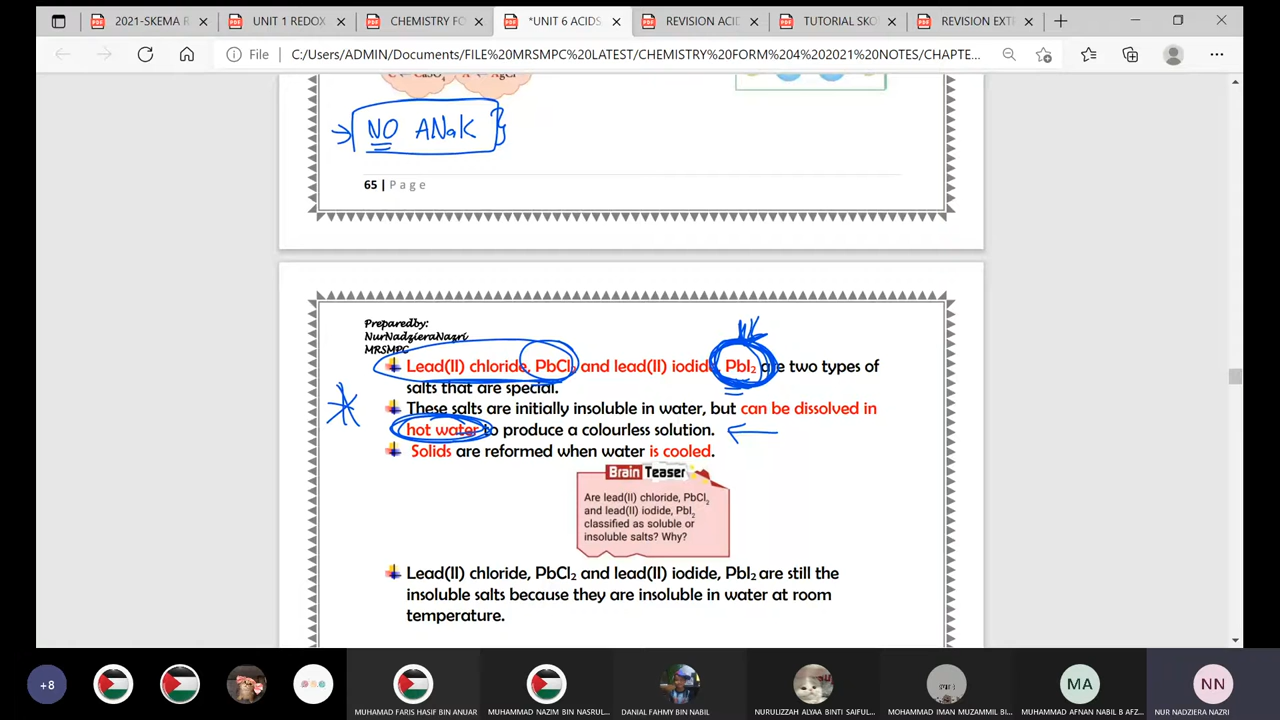 2021-SKEMA R
UNIT 1 REDOX
CHEMISTRY FO
*UNIT 6 ACIDS
REVISION ACID
TUTORIAL SKO
REVISION EXT
File
C:/Users/ADMIN/Documents/FILE%20MRSMPC%20LATEST/CHEMISTRY%20FORM%204%202021%20NOTES/CHAPTE...
NO ANaK
65 | Page
Preparedby:
NurNadzieraNazri
MRSMPC
Lead(II) chloride, PbCl₂ and lead(II) iodide, PbI₂ are two types of
salts that are special.
These salts are initially insoluble in water, but can be dissolved in
hot water to produce a colourless solution.
Solids are reformed when water is cooled.
Brain Teaser
Are lead(II) chloride, PbCl₂
and lead(II) iodide, PbI₂
classified as soluble or
insoluble salts? Why?
Lead(II) chloride, PbCl₂ and lead(II) iodide, PbI₂ are still the
insoluble salts because they are insoluble in water at room
temperature.
+8
MUHAMAD FARIS HASIF BIN ANUAR
MUHAMMAD NAZIM BIN NASRUL...
DANIAL FAHMY BIN NABIL
NURULIZZAH ALYAA BINTI SAIFUL...
MOHAMMAD IMAN MUZAMMIL BI...
MA
MUHAMMAD AFNAN NABIL B AFZ...
NN
NUR NADZIERA NAZRI